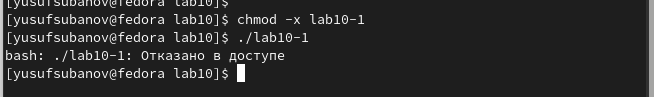 [yusufsubanov@fedora lab10]$
[yusufsubanov@fedora lab10]$ chmod -x lab10-1
[yusufsubanov@fedora lab10]$ ./lab10-1
bash: ./lab10-1: Отказано в доступе
[yusufsubanov@fedora lab10]$